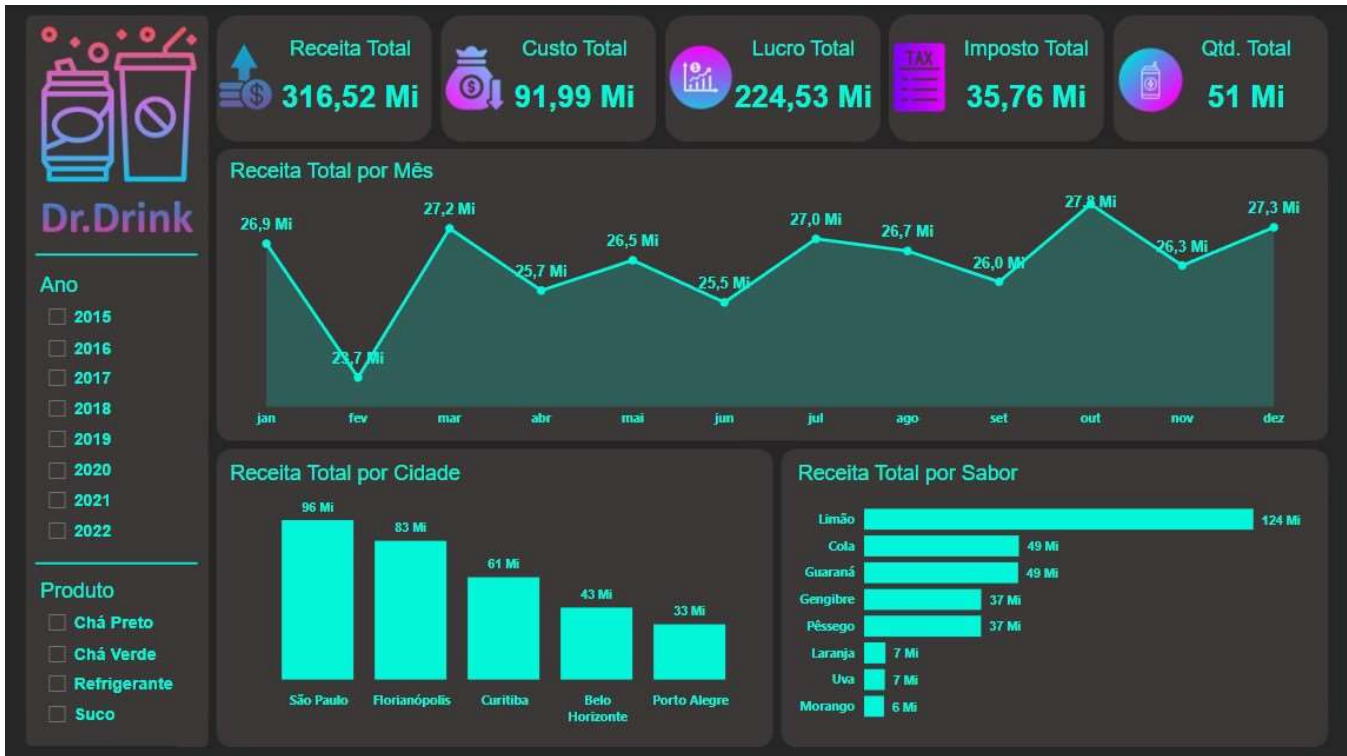 Dr.Drink
Ano
2015
2016
2017
2018
2019
2020
2021
2022
Produto
Chá Preto
Chá Verde
Refrigerante
Suco
Receita Total
316,52 Mi
Custo Total
91,99 Mi
Lucro Total
224,53 Mi
TAX
Imposto Total
35,76 Mi
Qtd. Total
51 Mi
Receita Total por Mês
26,9 Mi
23,7 Mi
27,2 Mi
25,7 Mi
26,5 Mi
25,5 Mi
27,0 Mi
26,7 Mi
26,0 Mi
27,8 Mi
26,3 Mi
27,3 Mi
jan fev mar abr mai jun jul ago set out nov dez
Receita Total por Cidade
96 Mi
83 Mi
61 Mi
43 Mi
33 Mi
São Paulo
Florianópolis
Curitiba
Belo
Horizonte
Porto Alegre
Receita Total por Sabor
Limão 124 Mi
Cola 49 Mi
Guaraná 49 Mi
Gengibre 37 Mi
Pêssego 37 Mi
Laranja 7 Mi
Uva 7 Mi
Morango 6 Mi